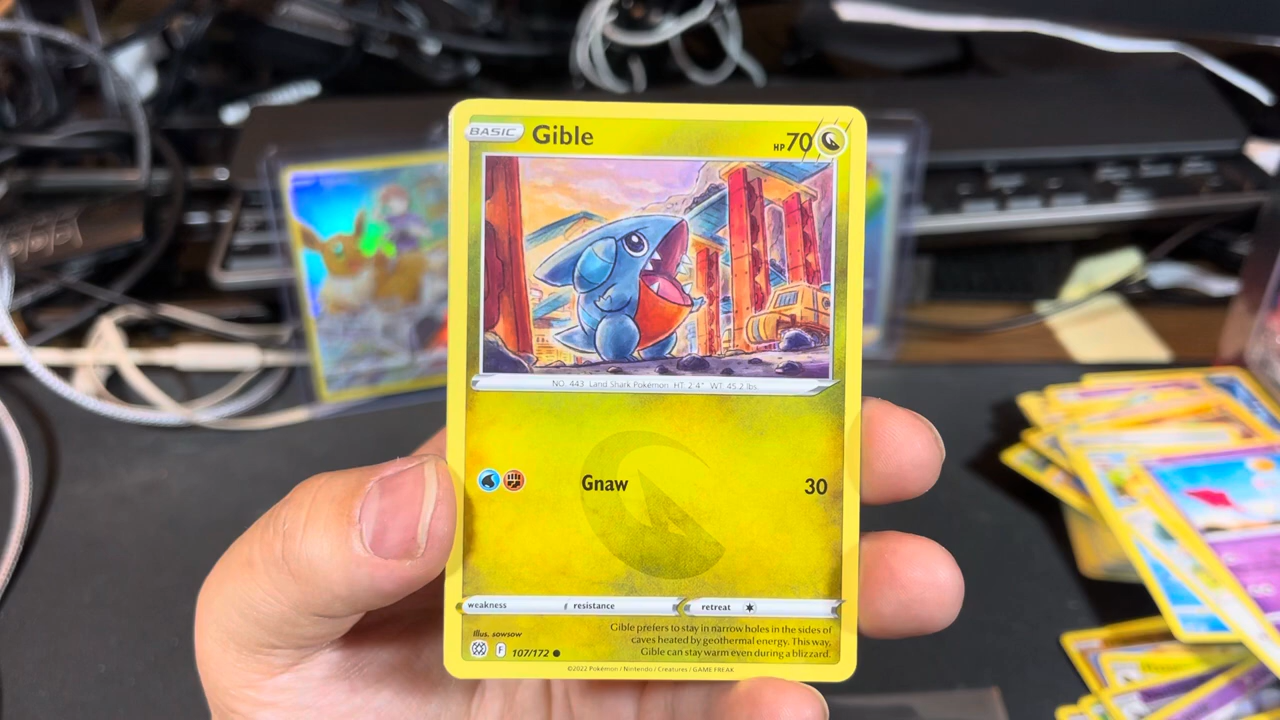 BASIC Gible HP 70
NO. 443 Land Shark Pokémon HT: 2'4" WT: 45.2 lbs.
Gnaw 30
weakness resistance retreat
Illus. sowsow
Gible prefers to stay in narrow holes in the sides of
caves heated by geothermal energy. This way,
Gible can stay warm even during a blizzard.
F 107/172
©2022 Pokémon / Nintendo / Creatures / GAME FREAK